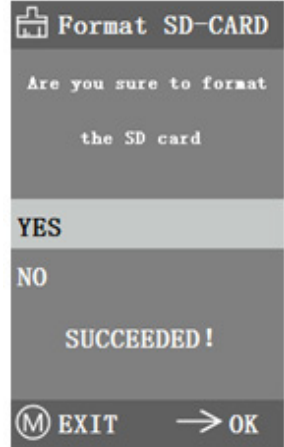 Format SD-CARD
Are you sure to format
the SD card
YES
NO
SUCCEEDED!
M EXIT → OK